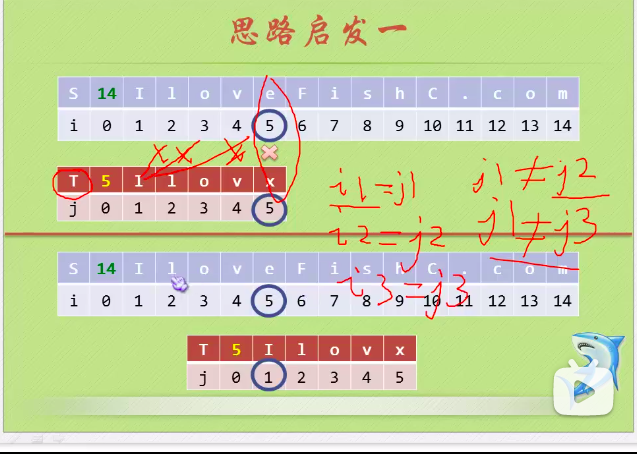 思路启发一
S 14 I l o v e F i s h C . c o m
i 0 1 2 3 4 5 6 7 8 9 10 11 12 13 14
T 5 I l o v x
j 0 1 2 3 4 5
i1=j1
j1≠j2
i2=j2
j1≠j3
i3=j3
S 14 I l o v e F i s h C . c o m
i 0 1 2 3 4 5 6 7 8 9 10 11 12 13 14
T 5 I l o v x
j 0 1 2 3 4 5